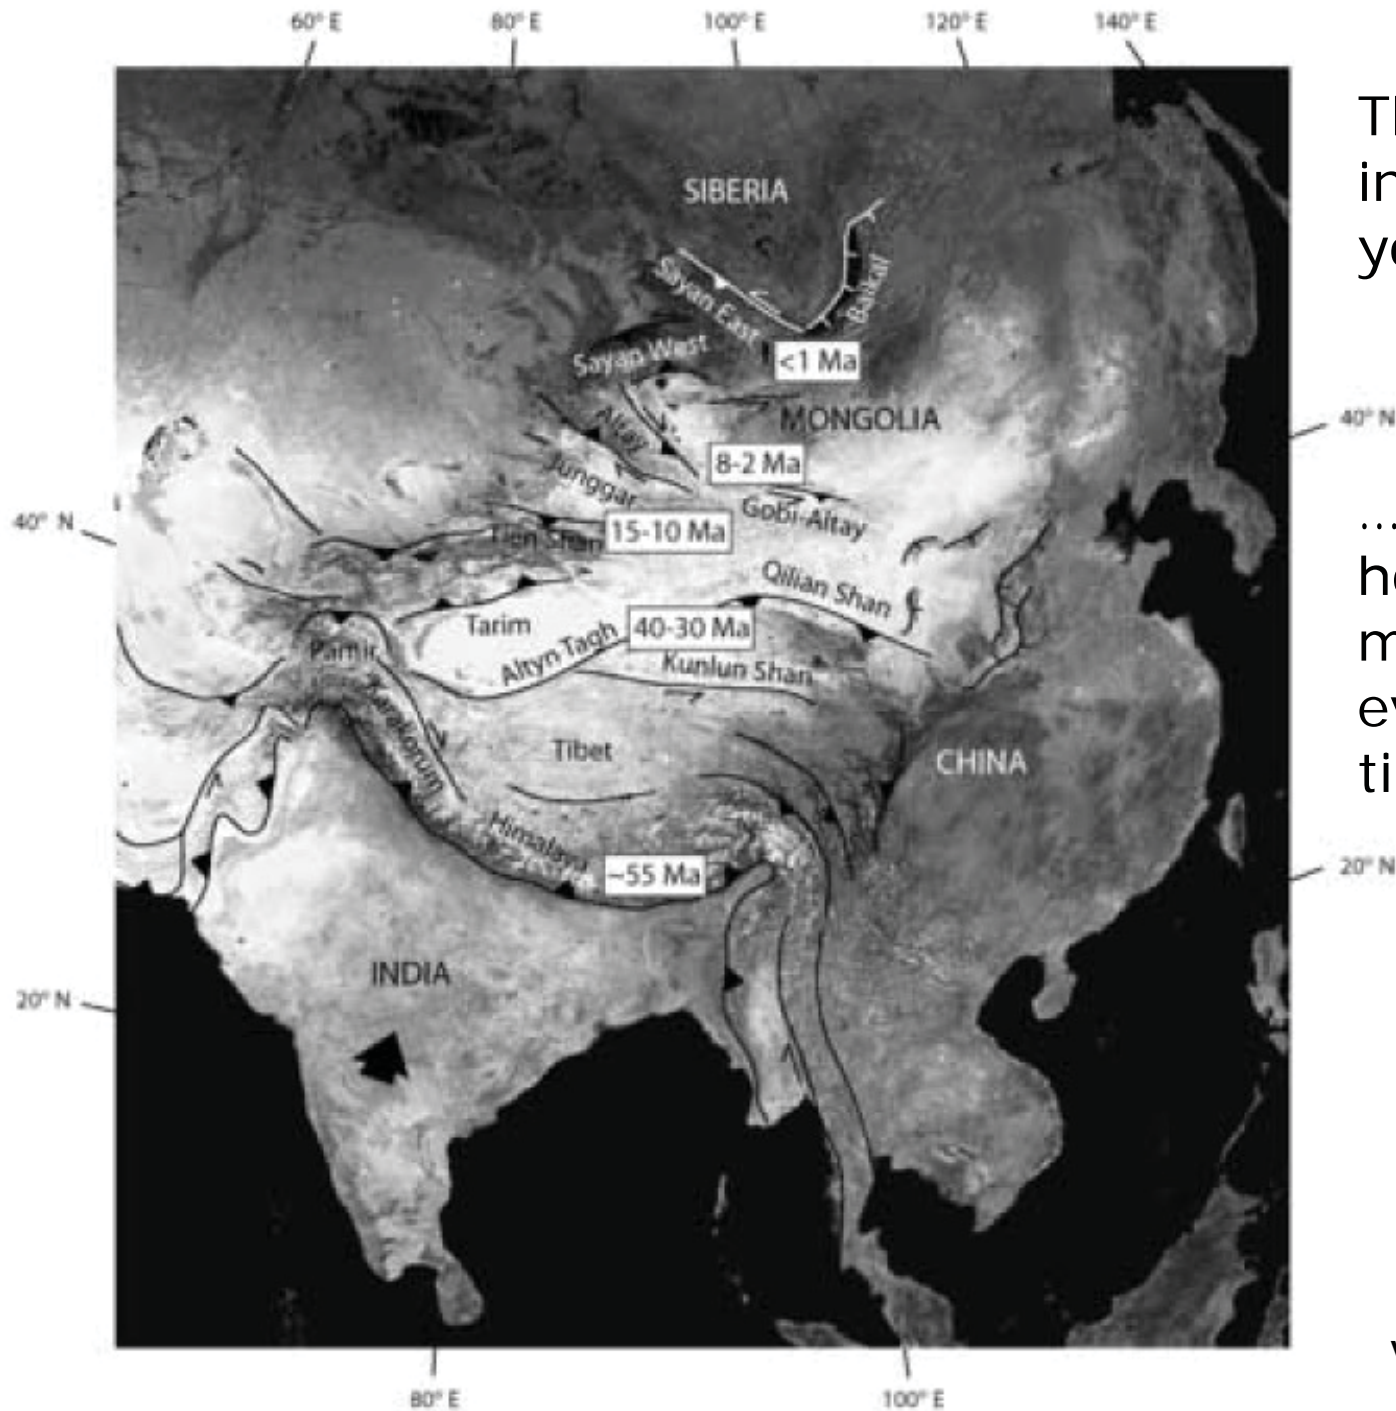 60° E 80° E 100° E 120° E 140° E
SIBERIA
Sayan East
Baikal
Sayan West
<1 Ma
MONGOLIA
Altay
40° N
8-2 Ma
Junggar
Gobi-Altay
40° N
15-10 Ma
Tien Shan
Qilian Shan
Tarim
40-30 Ma
Altyn Tagh
Pamir
Kunlun Shan
Karakorum
Tibet
CHINA
Himalaya
~55 Ma
20° N
INDIA
20° N
80° E 100° E
in
...